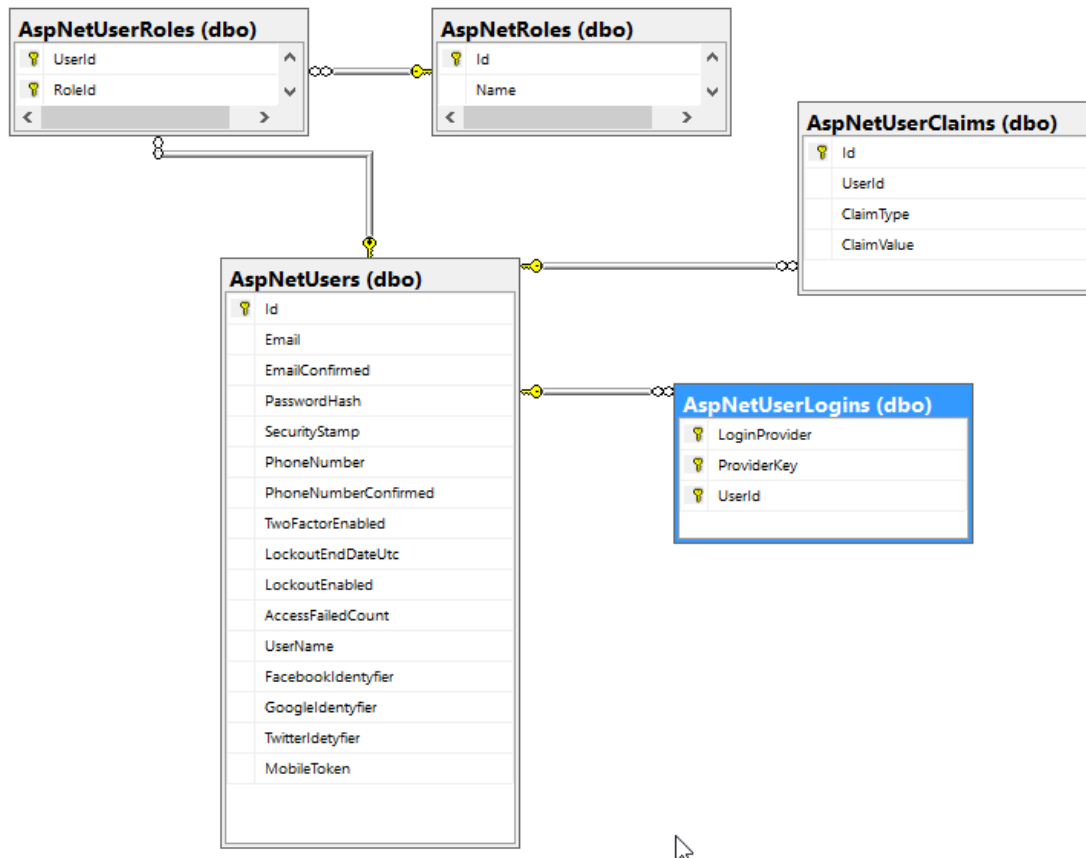 AspNetUserRoles (dbo)
UserId
RoleId
AspNetRoles (dbo)
Id
Name
AspNetUserClaims (dbo)
Id
UserId
ClaimType
ClaimValue
AspNetUsers (dbo)
Id
Email
EmailConfirmed
PasswordHash
SecurityStamp
PhoneNumber
PhoneNumberConfirmed
TwoFactorEnabled
LockoutEndDateUtc
LockoutEnabled
AccessFailedCount
UserName
FacebookIdentyfier
GoogleIdentyfier
TwitterIdetyfier
MobileToken
AspNetUserLogins (dbo)
LoginProvider
ProviderKey
UserId